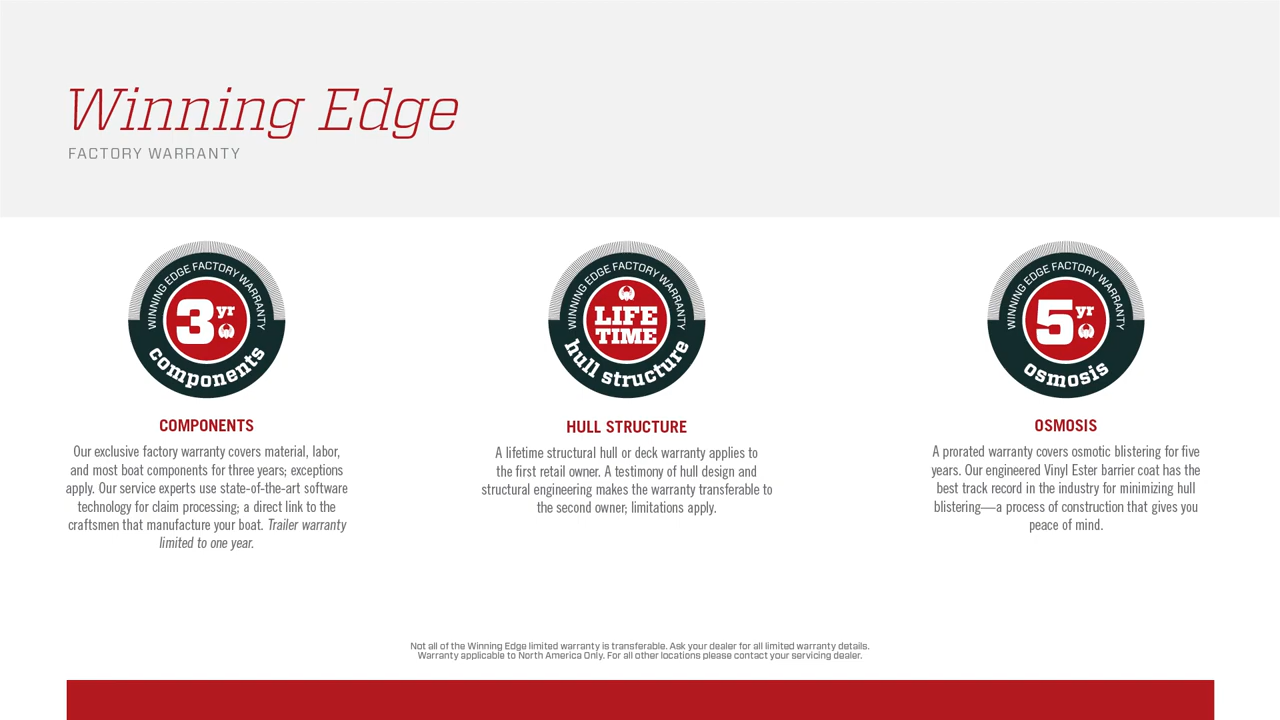 Winning Edge
FACTORY WARRANTY
WINNING EDGE FACTORY WARRANTY
3 yr
components
COMPONENTS
Our exclusive factory warranty covers material, labor,
and most boat components for three years; exceptions
apply. Our service experts use state-of-the-art software
technology for claim processing; a direct link to the
craftsmen that manufacture your boat. Trailer warranty
limited to one year.
WINNING EDGE FACTORY WARRANTY
LIFE
TIME
hull structure
HULL STRUCTURE
A lifetime structural hull or deck warranty applies to
the first retail owner. A testimony of hull design and
structural engineering makes the warranty transferable to
the second owner; limitations apply.
WINNING EDGE FACTORY WARRANTY
5 yr
osmosis
OSMOSIS
A prorated warranty covers osmotic blistering for five
years. Our engineered Vinyl Ester barrier coat has the
best track record in the industry for minimizing hull
blistering—a process of construction that gives you
peace of mind.
Not all of the Winning Edge limited warranty is transferable. Ask your dealer for all limited warranty details.
Warranty applicable to North America Only. For all other locations please contact your servicing dealer.